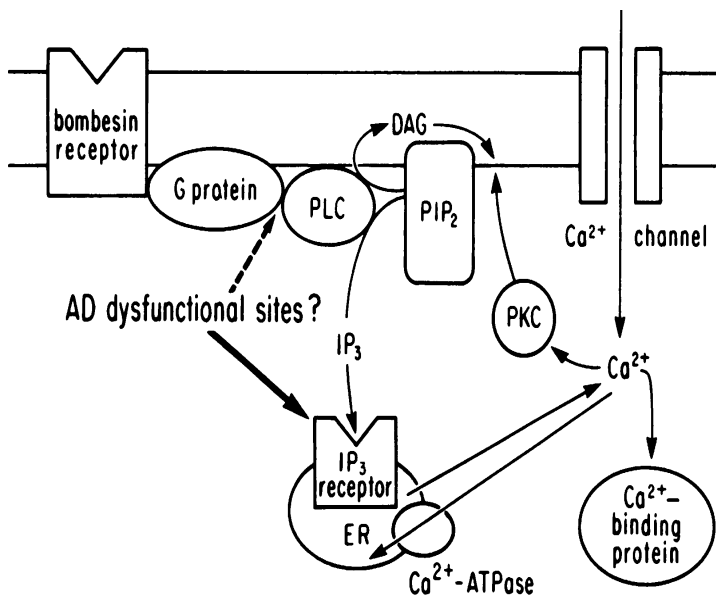 bombesin
receptor
G protein
PLC
DAG
PIP₂
Ca²⁺ channel
AD dysfunctional sites?
IP₃
PKC
Ca²⁺
IP₃
receptor
ER
Ca²⁺-ATPase
Ca²⁺-
binding
protein